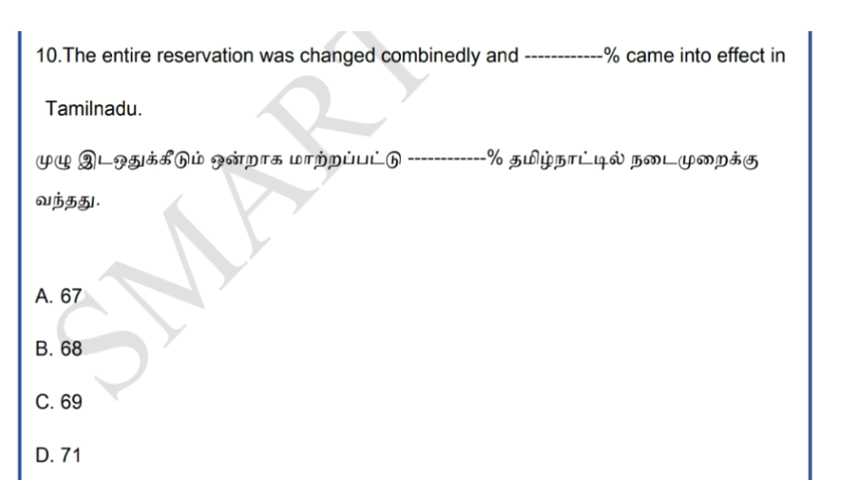 10.The entire reservation was changed combinedly and ------------% came into effect in
Tamilnadu.
முழு இடஒதுக்கீடும் ஒன்றாக மாற்றப்பட்டு ------------% தமிழ்நாட்டில் நடைமுறைக்கு
வந்தது.
A. 67
B. 68
C. 69
D. 71
SMART